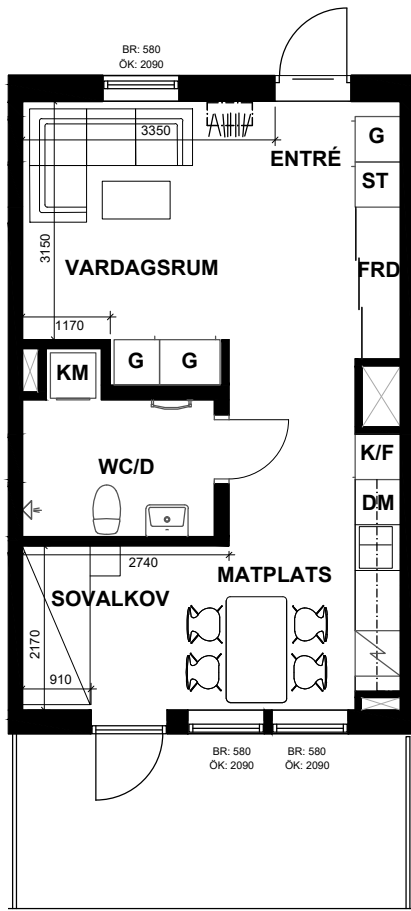 BR: 580
ÖK: 2090
3350
G
ENTRÉ
ST
3150
VARDAGSRUM
FRD
1170
G
G
KM
K/F
WC/D
DM
2740
MATPLATS
SOVALKOV
2170
910
BR: 580
ÖK: 2090
BR: 580
ÖK: 2090